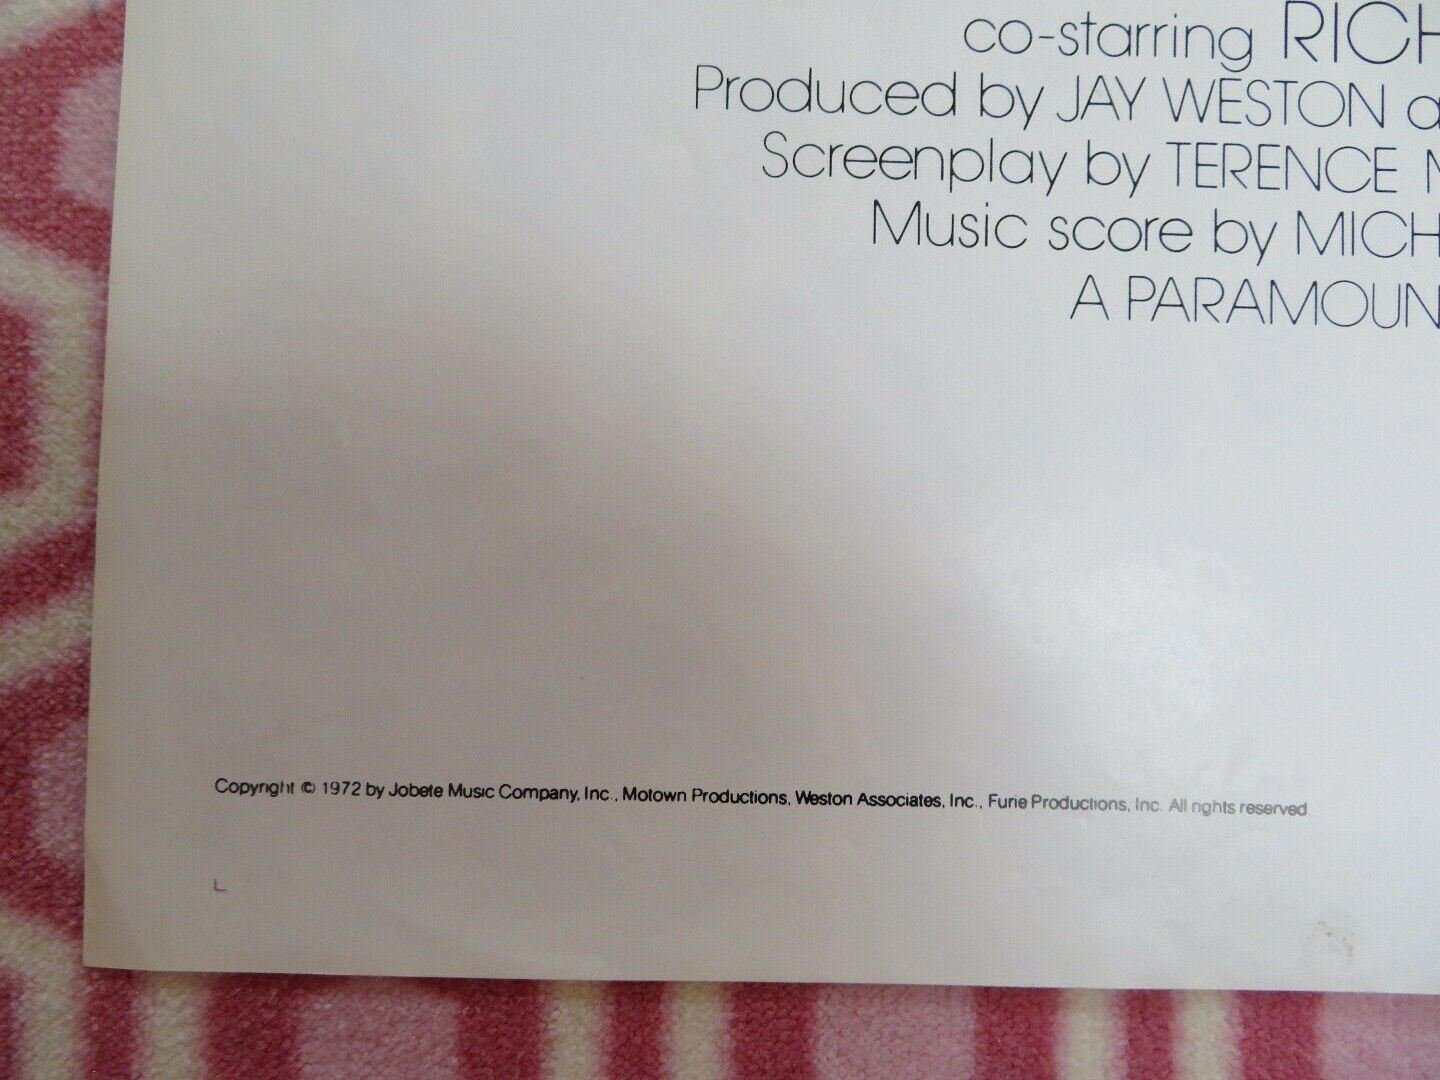 co-starring RICH
Produced by JAY WESTON a
Screenplay by TERENCE M
Music score by MICH
A PARAMOUN
Copyright © 1972 by Jobete Music Company, Inc., Motown Productions, Weston Associates, Inc., Furie Productions, Inc. All rights reserved.
L